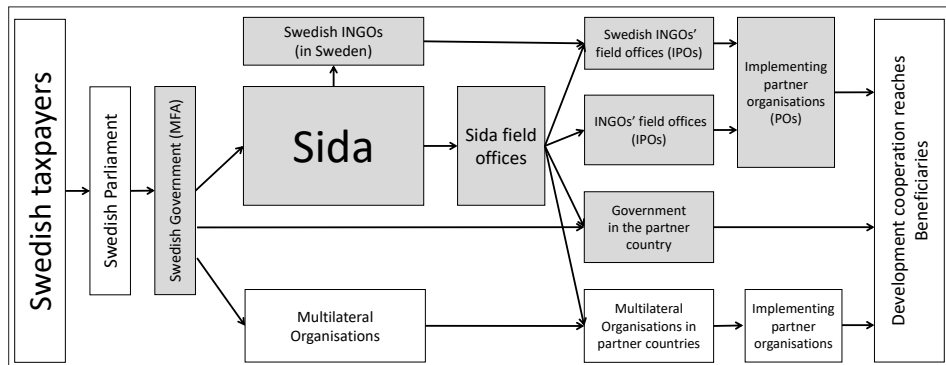 Swedish taxpayers
Swedish Parliament
Swedish Government (MFA)
Swedish INGOs
(in Sweden)
Sida
Multilateral
Organisations
Sida field
offices
Swedish INGOs’
field offices (IPOs)
INGOs’ field offices
(IPOs)
Government
in the partner
country
Multilateral
Organisations in
partner countries
Implementing
partner
organisations
(POs)
Implementing
partner
organisations
Development cooperation reaches
Beneficiaries